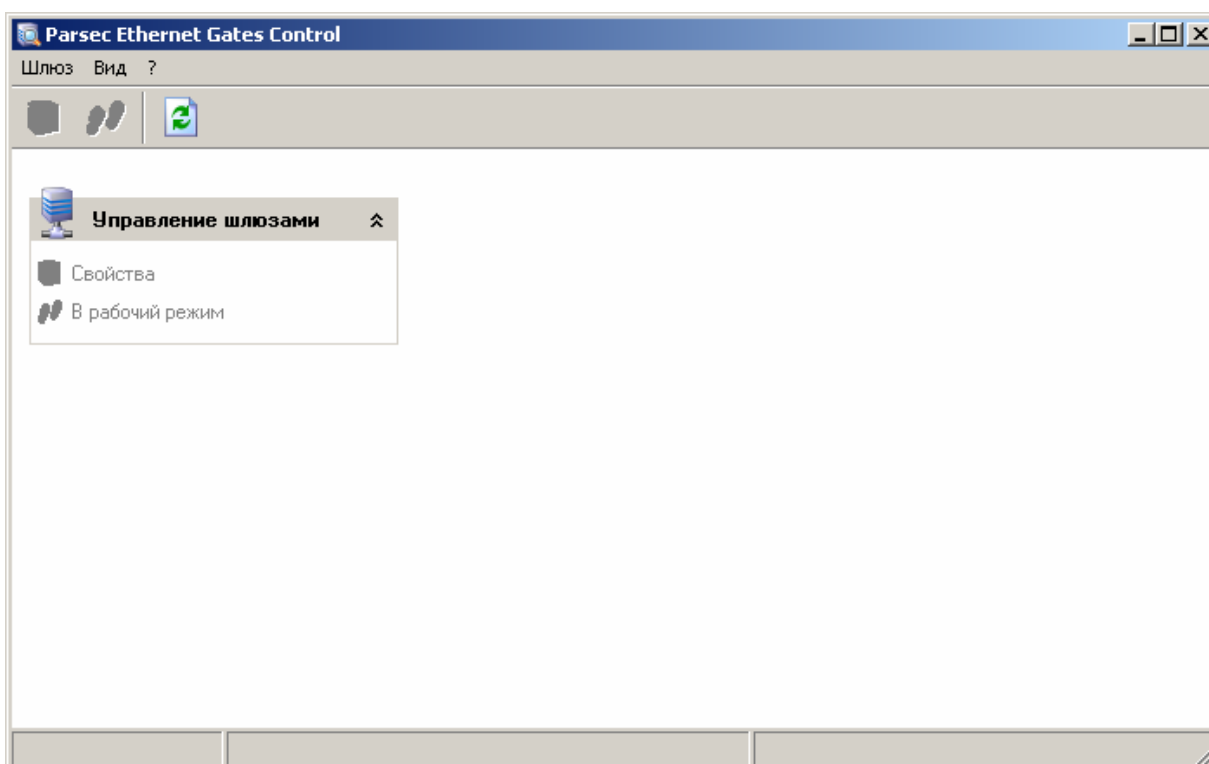 Parsec Ethernet Gates Control
Шлюз Вид ?
Управление шлюзами
Свойства
В рабочий режим